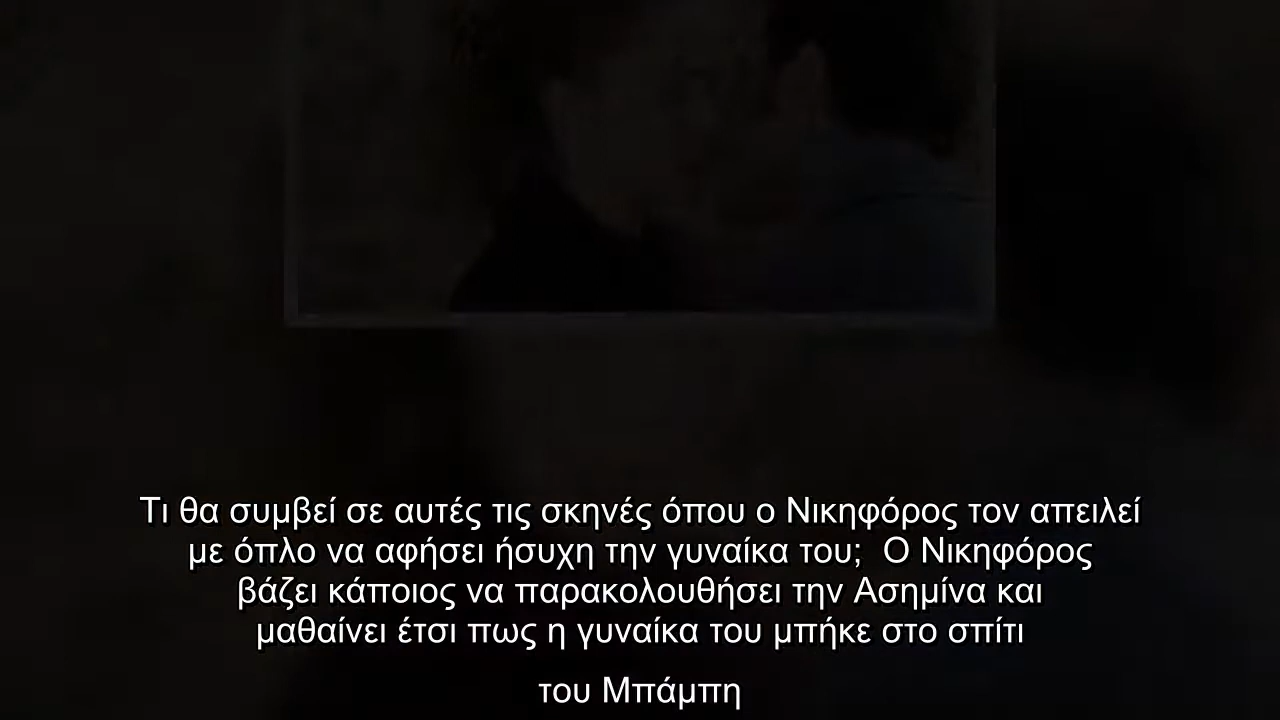 Τι θα συμβεί σε αυτές τις σκηνές όπου ο Νικηφόρος τον απειλεί
με όπλο να αφήσει ήσυχη την γυναίκα του;  Ο Νικηφόρος
βάζει κάποιος να παρακολουθήσει την Ασημίνα και
μαθαίνει έτσι πως η γυναίκα του μπήκε στο σπίτι
του Μπάμπη